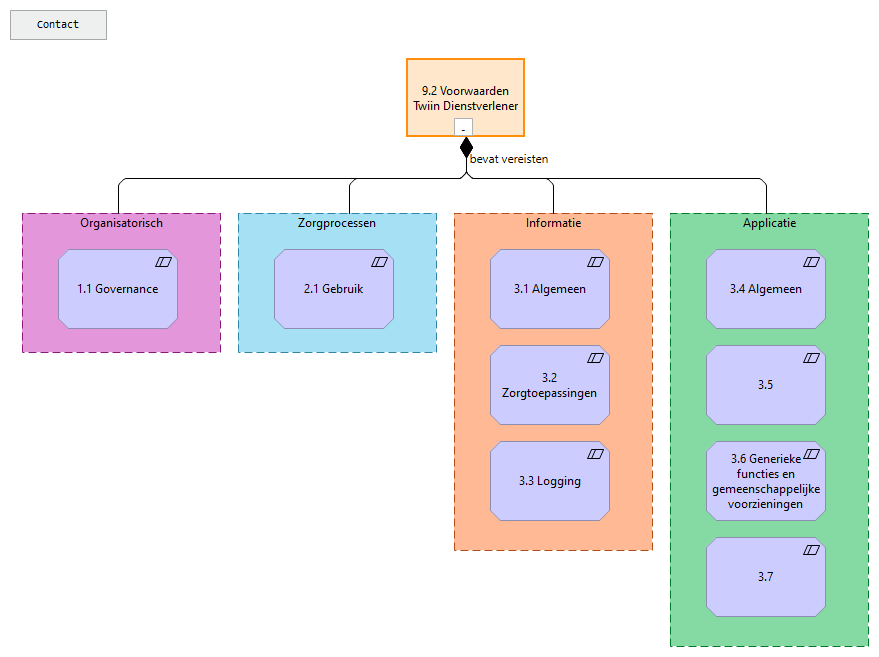 Contact
9.2 Voorwaarden
Twiin Dienstverlener
-
bevat vereisten
Organisatorisch
1.1 Governance
Zorgprocessen
2.1 Gebruik
Informatie
3.1 Algemeen
3.2
Zorgtoepassingen
3.3 Logging
Applicatie
3.4 Algemeen
3.5
3.6 Generieke
functies en
gemeenschappelijke
voorzieningen
3.7